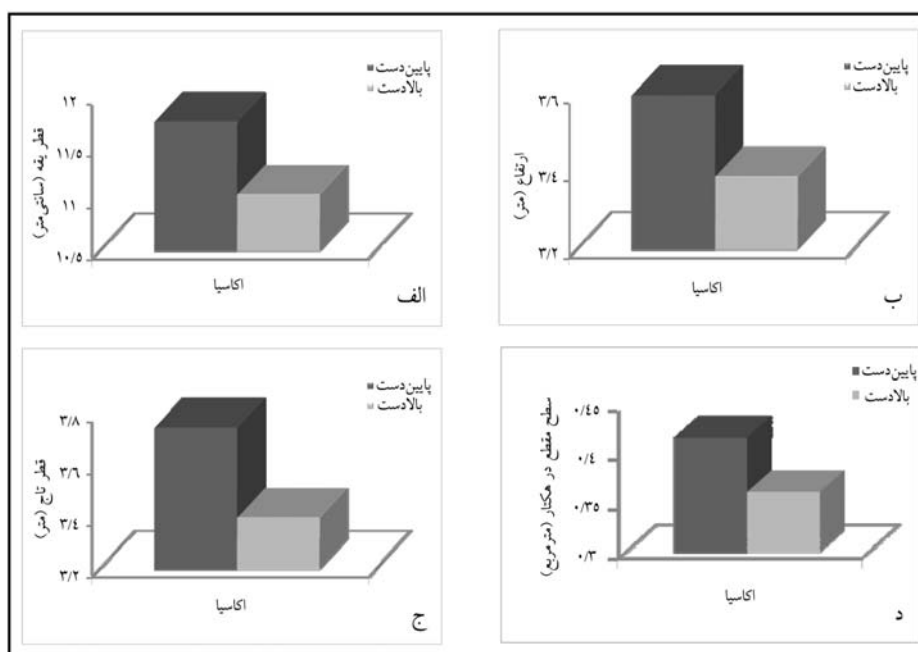 پایین‌دست
بالادست
قطر یقه (سانتی‌متر)
۱۲
۱۱/۵
۱۱
۱۰/۵
اکاسیا
الف
پایین‌دست
بالادست
ارتفاع (متر)
۳/۶
۳/۴
۳/۲
اکاسیا
ب
پایین‌دست
بالادست
قطر تاج (متر)
۳/۸
۳/۶
۳/۴
۳/۲
اکاسیا
ج
پایین‌دست
بالادست
سطح مقطع در هکتار (مترمربع)
۰/۴۵
۰/۴
۰/۳۵
۰/۳
اکاسیا
د